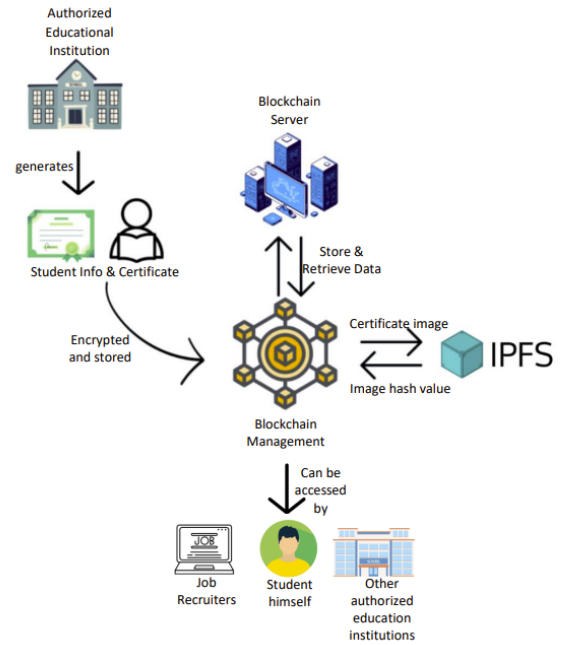 Authorized
Educational
Institution
generates
Student Info & Certificate
Encrypted
and stored
Blockchain
Server
Store &
Retrieve Data
Certificate image
IPFS
Image hash value
Blockchain
Management
Can be
accessed
by
JOB
Job
Recruiters
Student
himself
Other
authorized
education
institutions